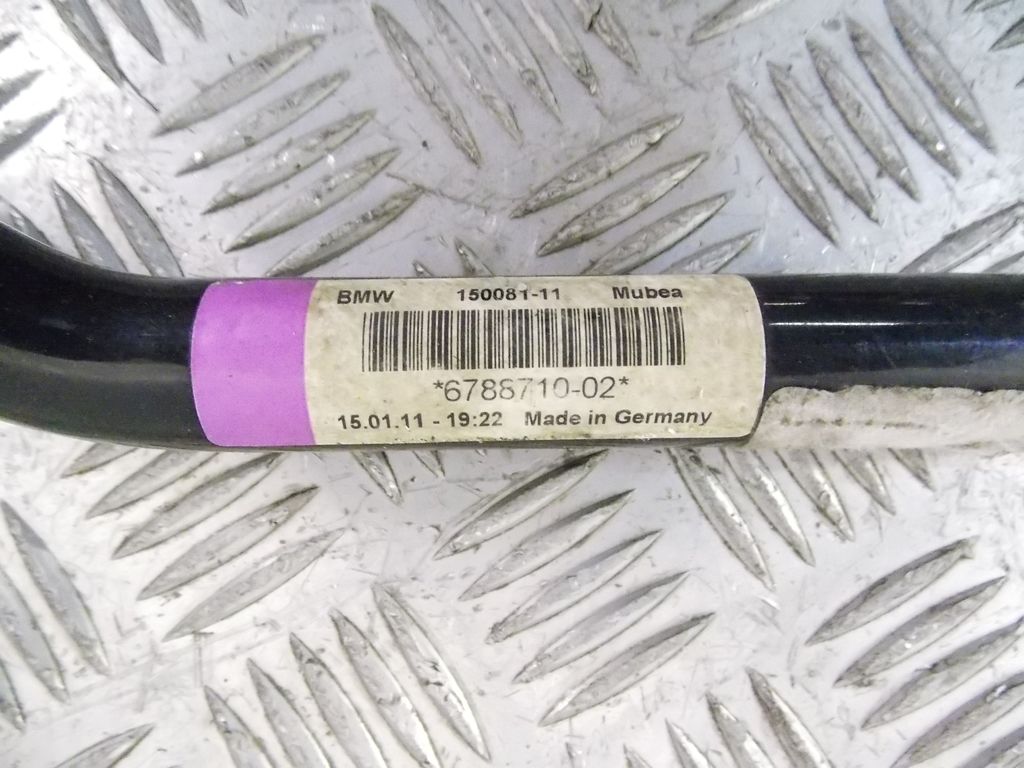 BMW 150081-11 Mubea
*6788710-02*
15.01.11 - 19:22 Made in Germany